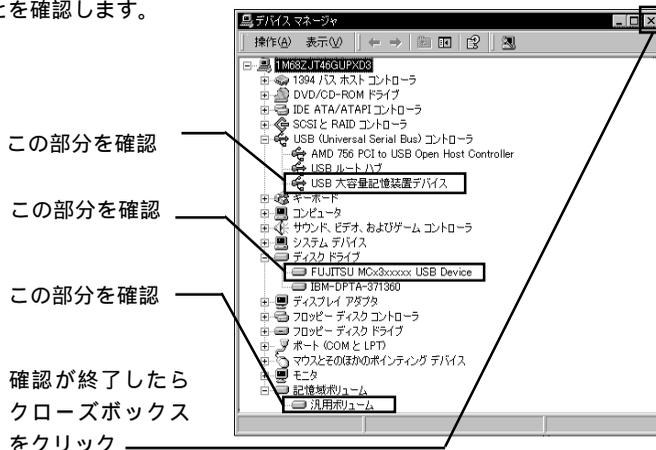 とを確認します。
デバイス マネージャ
操作(A) 表示(V)
1M68ZJT46GUPXD3
1394 バス ホスト コントローラ
DVD/CD-ROM ドライブ
IDE ATA/ATAPI コントローラ
SCSI と RAID コントローラ
USB (Universal Serial Bus) コントローラ
AMD 756 PCI to USB Open Host Controller
USB ルート ハブ
USB 大容量記憶装置デバイス
キーボード
コンピュータ
サウンド、ビデオ、およびゲーム コントローラ
システム デバイス
ディスク ドライブ
FUJITSU MCx3xxxxx USB Device
IBM-DPTA-371360
ディスプレイ アダプタ
フロッピー ディスク コントローラ
フロッピー ディスク ドライブ
ポート (COM と LPT)
マウスとそのほかのポインティング デバイス
モニタ
記憶域ボリューム
汎用ボリューム
この部分を確認
この部分を確認
この部分を確認
確認が終了したら
クローズボックス
をクリック